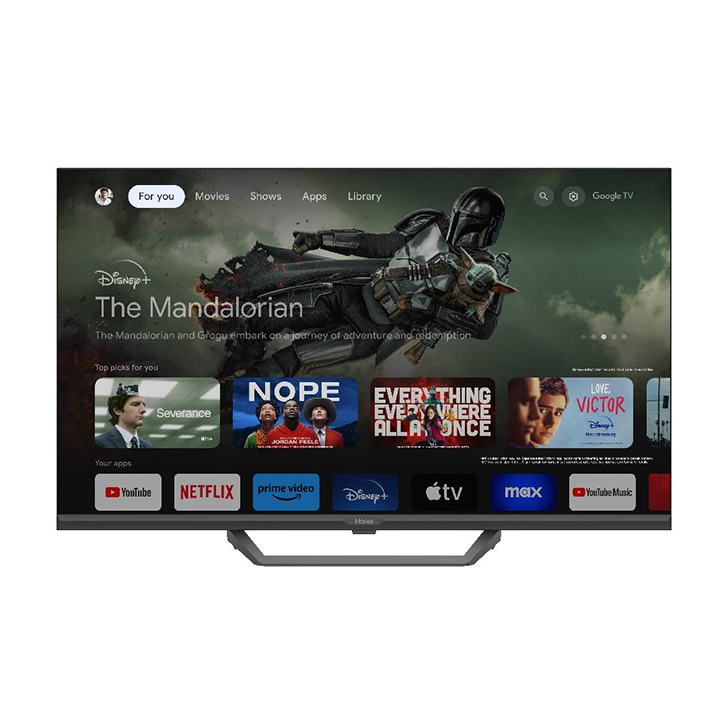 For you
Movies
Shows
Apps
Library
Google TV
Disney+
The Mandalorian
The Mandalorian and Grogu embark on a journey of adventure and redemption
Top picks for you
Severance
NOPE
JORDAN PEELE
EVERYTHING
EVERYWHERE
ALL AT ONCE
LOVE,
VICTOR
Disney+
Now streaming
Your apps
YouTube
NETFLIX
prime video
Disney+
tv
max
YouTube Music
Haier